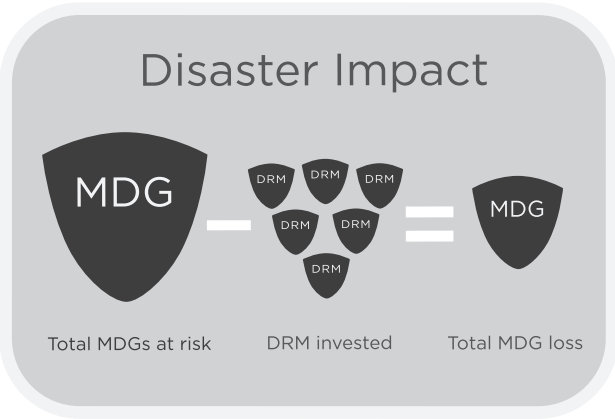 Disaster Impact
MDG
DRM DRM DRM
DRM DRM
DRM
MDG
Total MDGs at risk
DRM invested
Total MDG loss